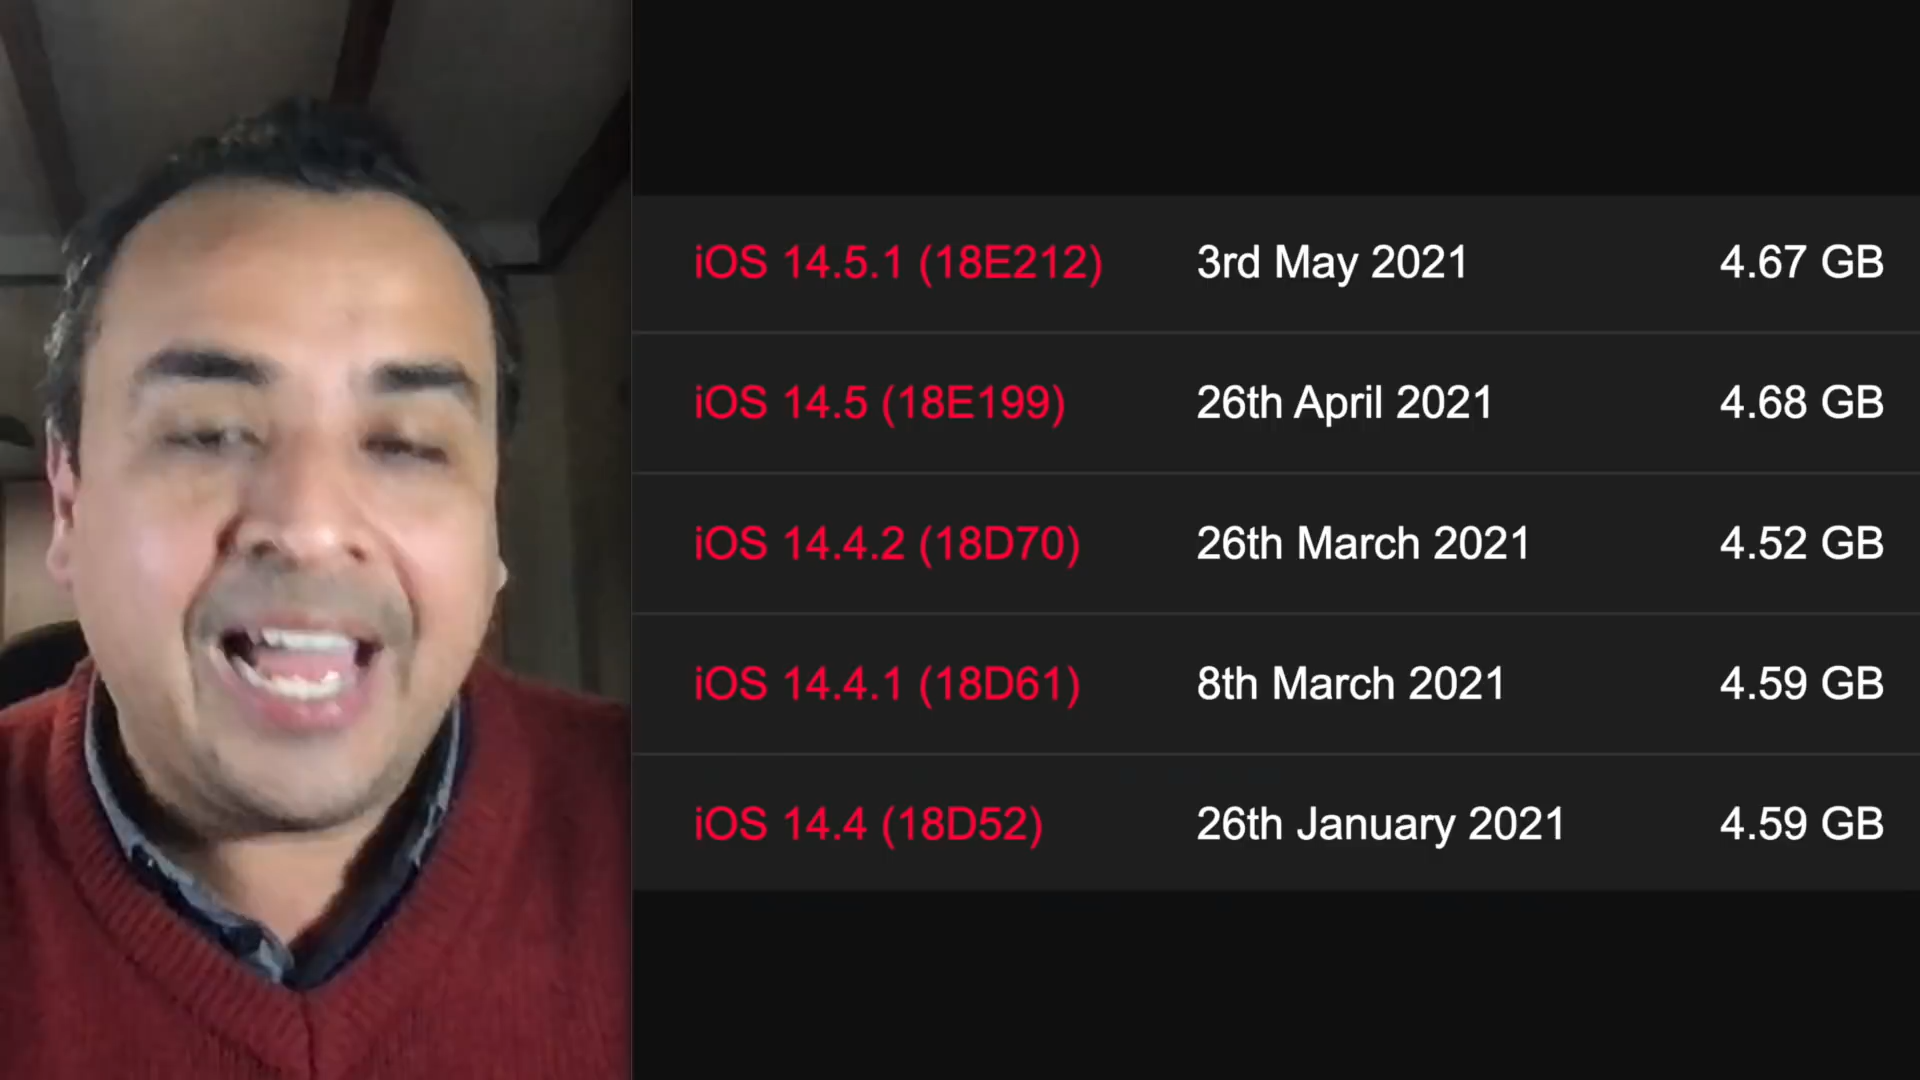 iOS 14.5.1 (18E212) 3rd May 2021 4.67 GB
iOS 14.5 (18E199) 26th April 2021 4.68 GB
iOS 14.4.2 (18D70) 26th March 2021 4.52 GB
iOS 14.4.1 (18D61) 8th March 2021 4.59 GB
iOS 14.4 (18D52) 26th January 2021 4.59 GB